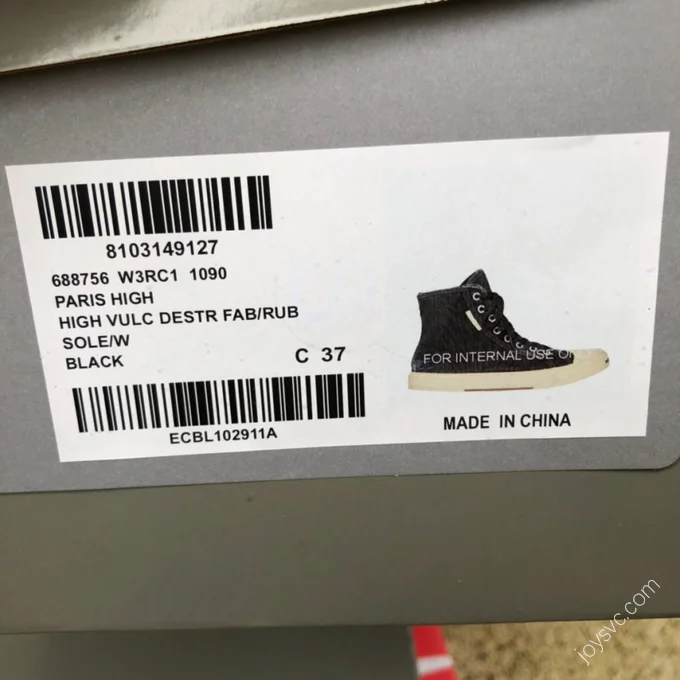 8103149127
688756 W3RC1 1090
PARIS HIGH
HIGH VULC DESTR FAB/RUB
SOLE/W
BLACK C 37
ECBL102911A
FOR INTERNAL USE
MADE IN CHINA
joysvc.com